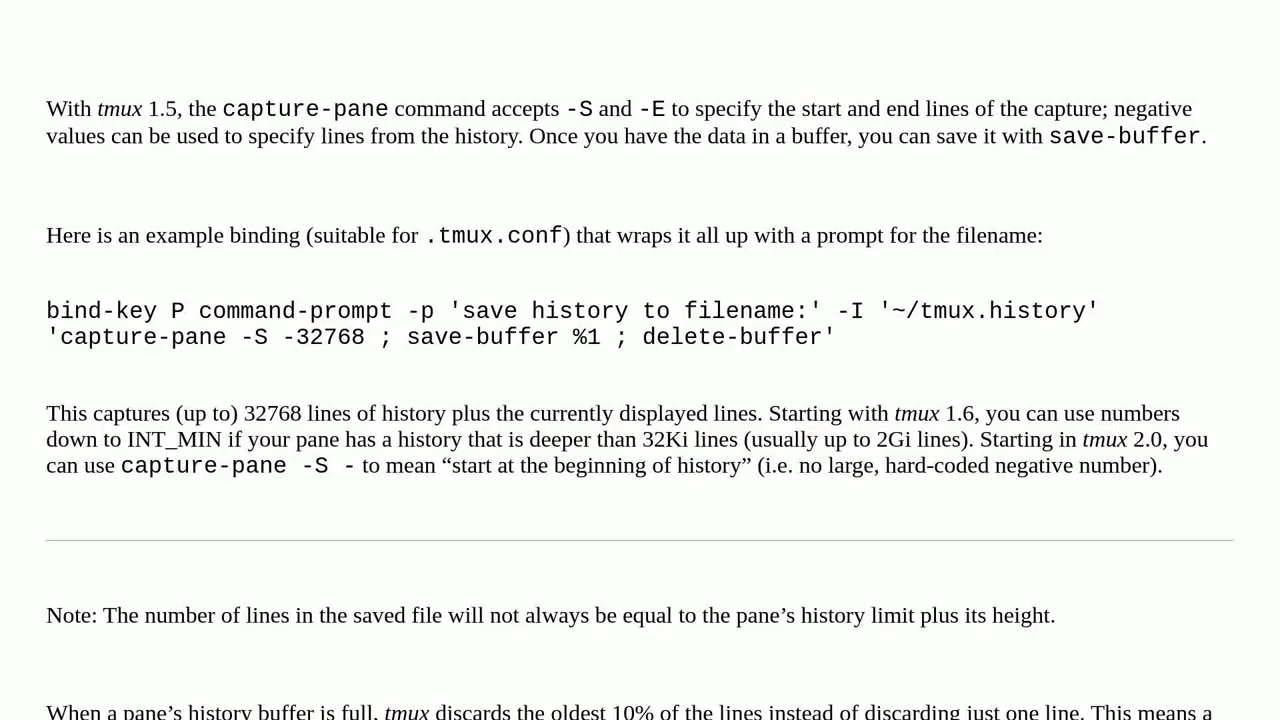 With tmux 1.5, the capture-pane command accepts -S and -E to specify the start and end lines of the capture; negative
values can be used to specify lines from the history. Once you have the data in a buffer, you can save it with save-buffer.
Here is an example binding (suitable for .tmux.conf) that wraps it all up with a prompt for the filename:
bind-key P command-prompt -p 'save history to filename:' -I '~/tmux.history'
'capture-pane -S -32768 ; save-buffer %1 ; delete-buffer'
This captures (up to) 32768 lines of history plus the currently displayed lines. Starting with tmux 1.6, you can use numbers
down to INT_MIN if your pane has a history that is deeper than 32Ki lines (usually up to 2Gi lines). Starting in tmux 2.0, you
can use capture-pane -S - to mean “start at the beginning of history” (i.e. no large, hard-coded negative number).
Note: The number of lines in the saved file will not always be equal to the pane’s history limit plus its height.
When a pane’s history buffer is full, tmux discards the oldest 10% of the lines instead of discarding just one line. This means a